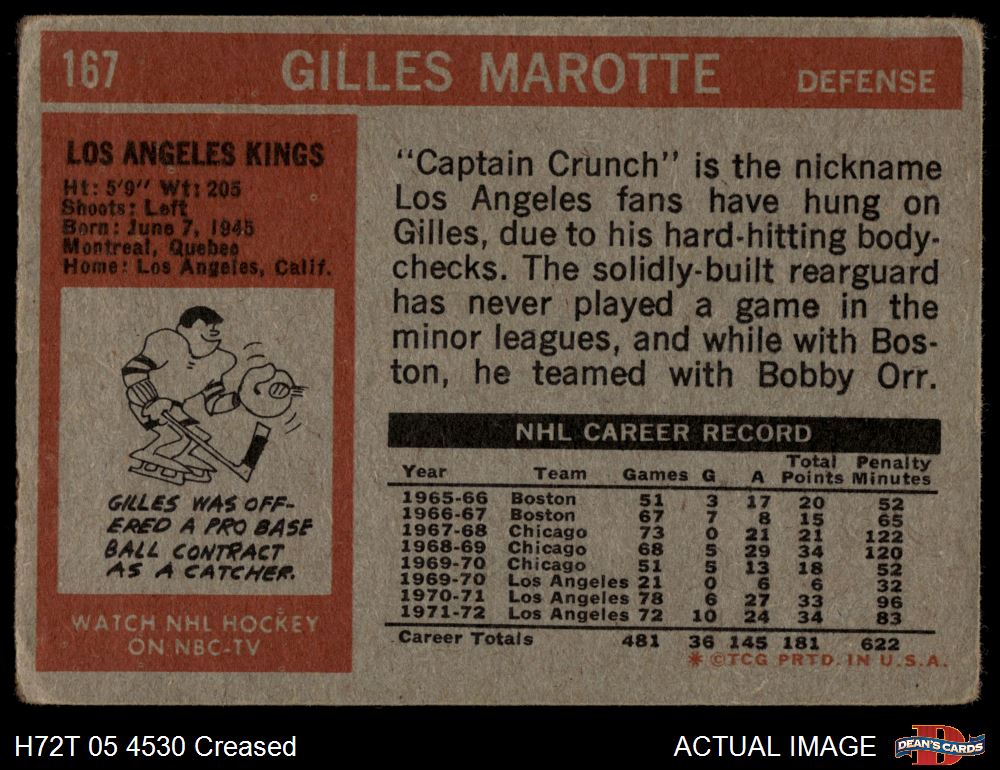 167 GILLES MAROTTE DEFENSE
LOS ANGELES KINGS
Ht: 5'9" Wt: 205
Shoots: Left
Born: June 7, 1945
Montreal, Quebec
Home: Los Angeles, Calif.
GILLES WAS OFF-
ERED A PRO BASE
BALL CONTRACT
AS A CATCHER.
WATCH NHL HOCKEY
ON NBC-TV
"Captain Crunch" is the nickname
Los Angeles fans have hung on
Gilles, due to his hard-hitting body-
checks. The solidly-built rearguard
has never played a game in the
minor leagues, and while with Bos-
ton, he teamed with Bobby Orr.
NHL CAREER RECORD
Year Team Games G A Total Points Penalty Minutes
1965-66 Boston 51 3 17 20 52
1966-67 Boston 67 7 8 15 65
1967-68 Chicago 73 0 21 21 122
1968-69 Chicago 68 5 29 34 120
1969-70 Chicago 51 5 13 18 52
1969-70 Los Angeles 21 0 6 6 32
1970-71 Los Angeles 78 6 27 33 96
1971-72 Los Angeles 72 10 24 34 83
Career Totals 481 36 145 181 622
* ©TCG PRTD. IN U.S.A.
H72T 05 4530 Creased ACTUAL IMAGE DEAN'S CARDS